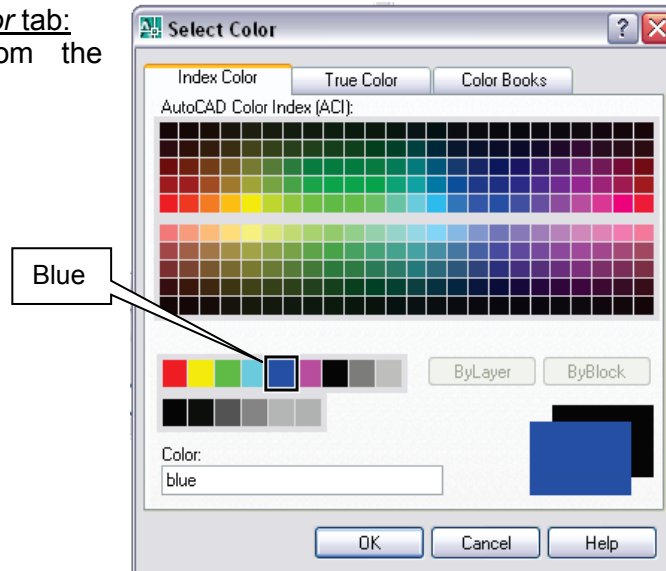 or tab:
om the
Select Color
Index Color
True Color
Color Books
AutoCAD Color Index (ACI):
Blue
ByLayer
ByBlock
Color:
blue
OK
Cancel
Help